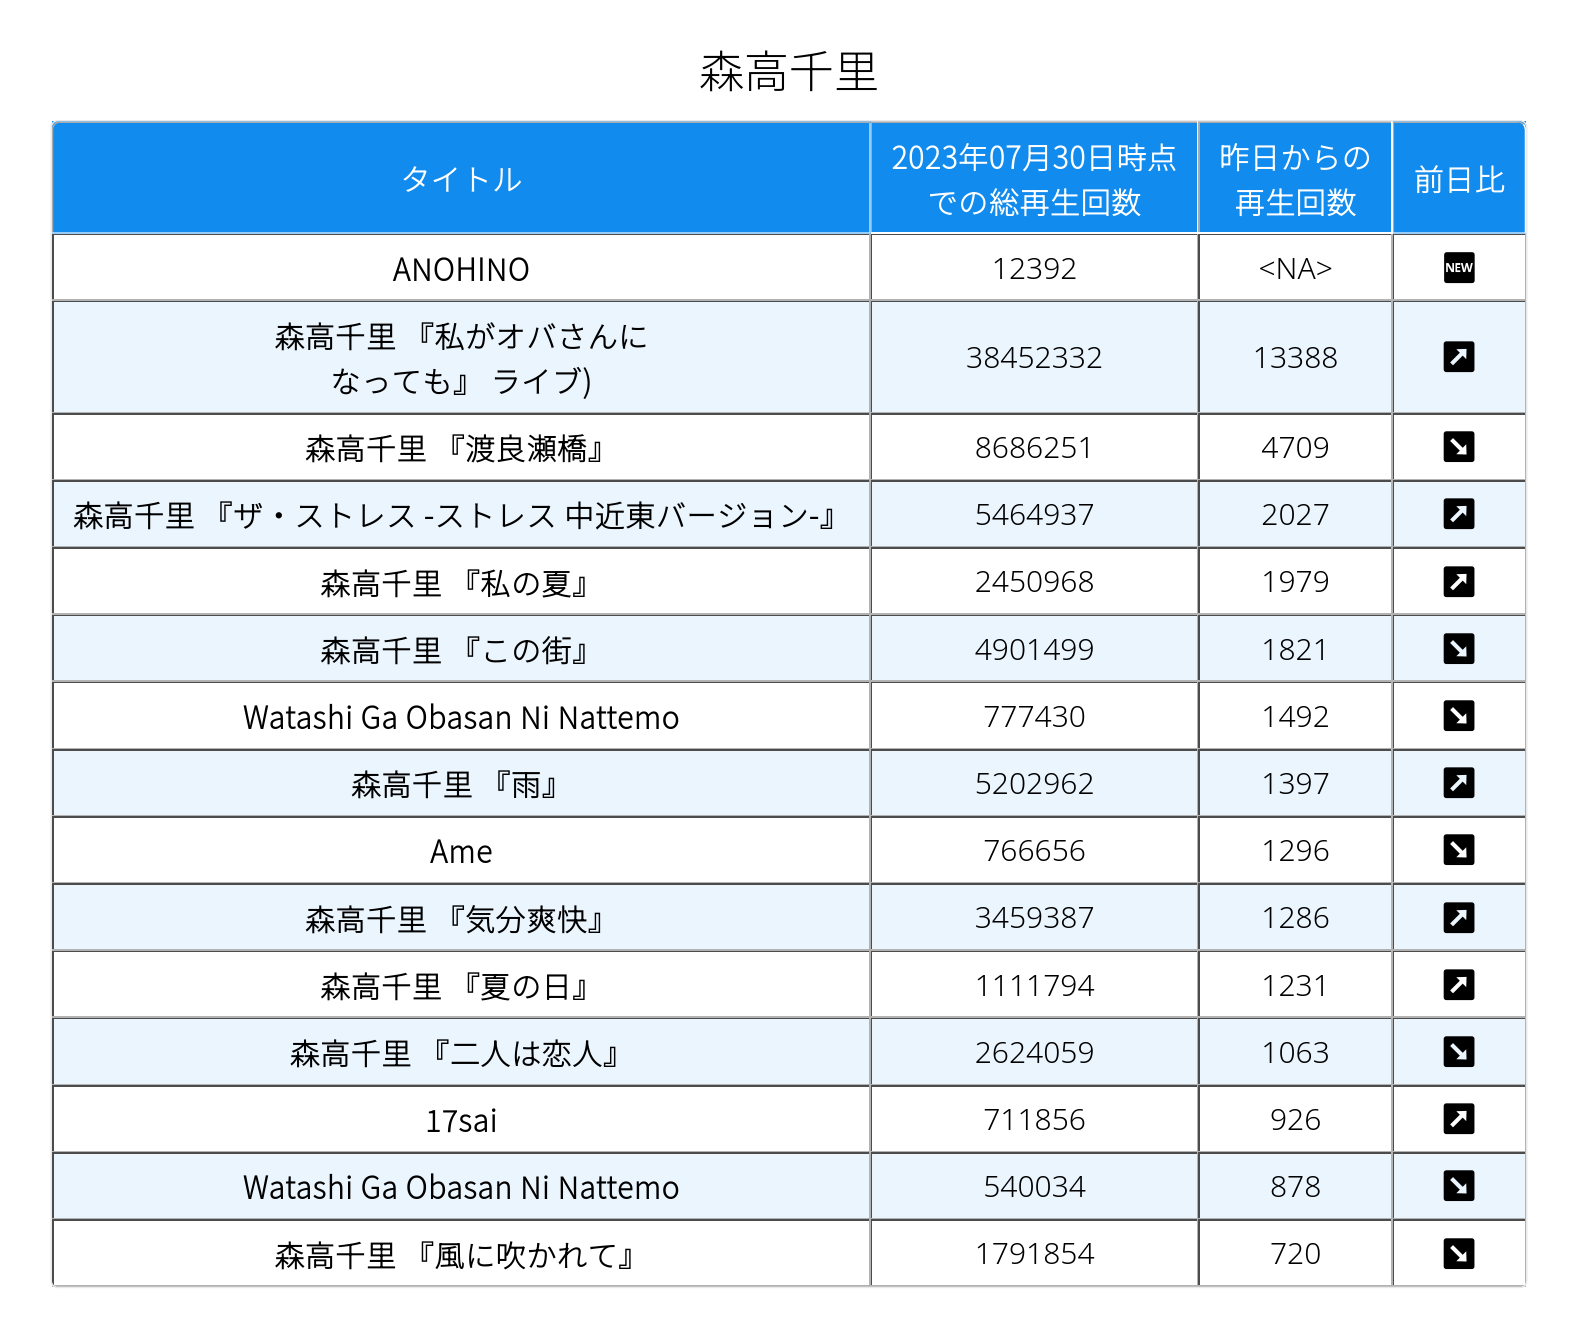 森高千里
タイトル
2023年07月30日時点
での総再生回数
昨日からの
再生回数
前日比
ANOHINO 12392 <NA> NEW
森高千里 『私がオバさんに
なっても』 ライブ) 38452332 13388 ↗
森高千里 『渡良瀬橋』 8686251 4709 ↘
森高千里 『ザ・ストレス -ストレス 中近東バージョン-』 5464937 2027 ↗
森高千里 『私の夏』 2450968 1979 ↗
森高千里 『この街』 4901499 1821 ↘
Watashi Ga Obasan Ni Nattemo 777430 1492 ↘
森高千里 『雨』 5202962 1397 ↗
Ame 766656 1296 ↘
森高千里 『気分爽快』 3459387 1286 ↗
森高千里 『夏の日』 1111794 1231 ↗
森高千里 『二人は恋人』 2624059 1063 ↘
17sai 711856 926 ↗
Watashi Ga Obasan Ni Nattemo 540034 878 ↘
森高千里 『風に吹かれて』 1791854 720 ↘